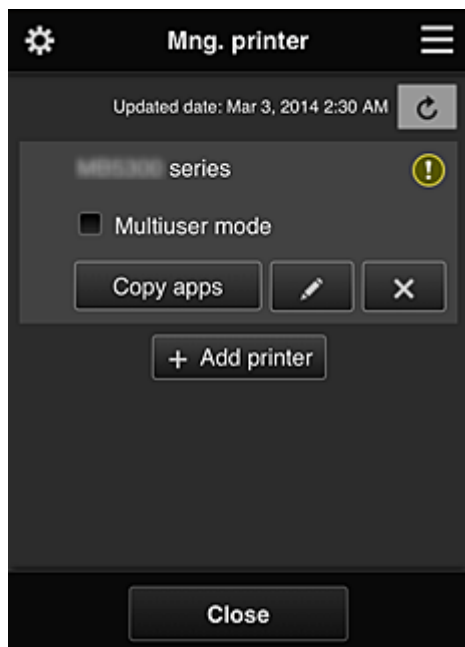 Mng. printer
Updated date: Mar 3, 2014 2:30 AM
series
Multiuser mode
Copy apps
+ Add printer
Close